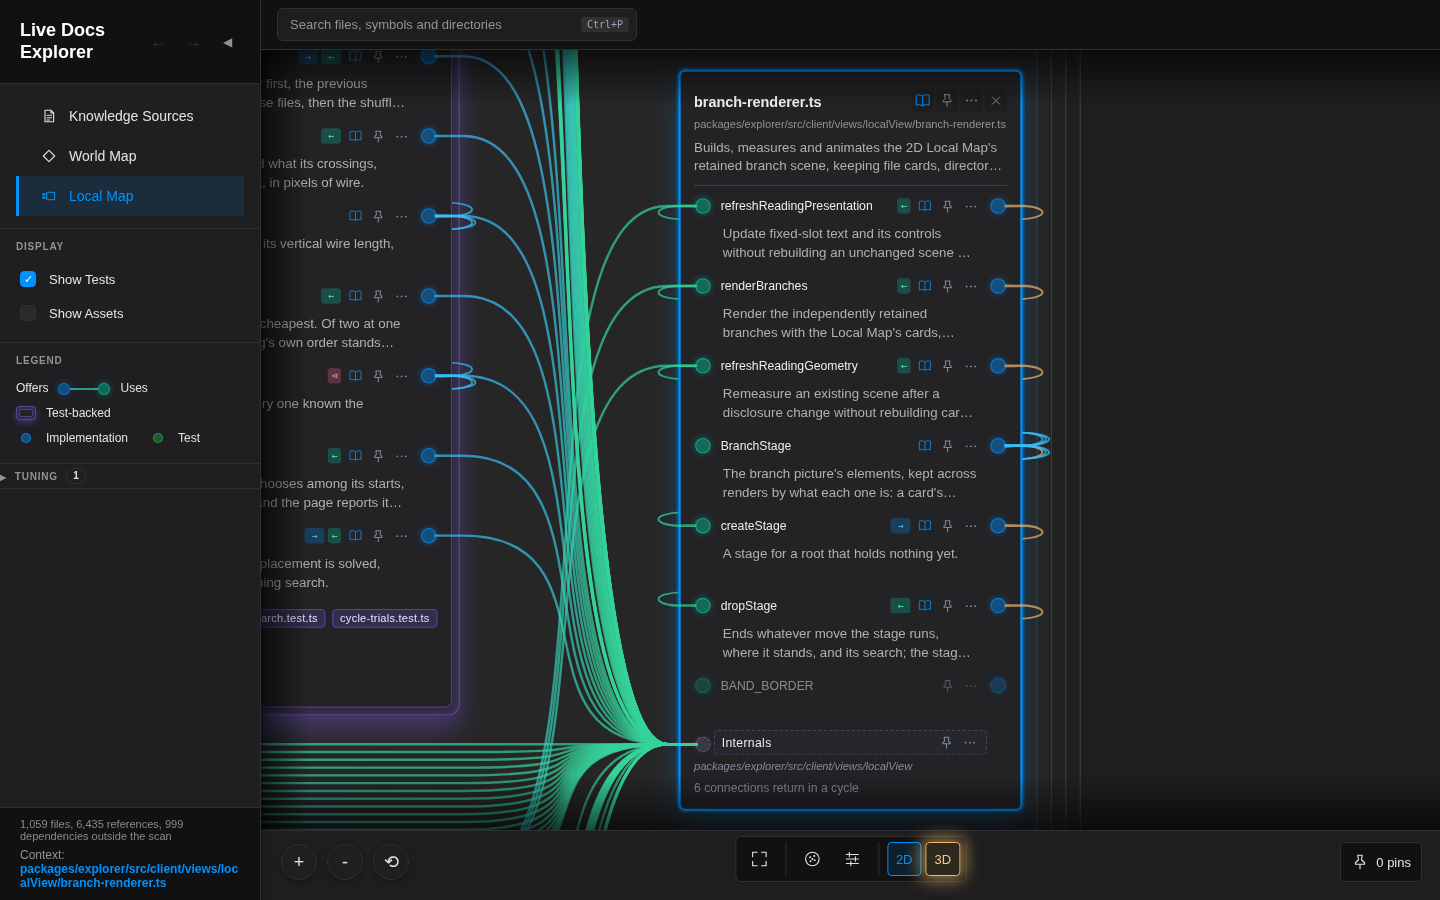 Live Docs
Explorer
Search files, symbols and directories
Ctrl+P
Knowledge Sources
World Map
Local Map
DISPLAY
Show Tests
Show Assets
LEGEND
Offers
Uses
Test-backed
Implementation
Test
TUNING
1
1,059 files, 6,435 references, 999
dependencies outside the scan
Context:
packages/explorer/src/client/views/loc
alView/branch-renderer.ts
first, the previous
se files, then the shuffl…
what its crossings,
, in pixels of wire.
its vertical wire length,
cheapest. Of two at one
's own order stands…
ry one known the
hooses among its starts,
nd the page reports it…
placement is solved,
ing search.
arch.test.ts
cycle-trials.test.ts
branch-renderer.ts
packages/explorer/src/client/views/localView/branch-renderer.ts
Builds, measures and animates the 2D Local Map's
retained branch scene, keeping file cards, director…
refreshReadingPresentation
Update fixed-slot text and its controls
without rebuilding an unchanged scene …
renderBranches
Render the independently retained
branches with the Local Map's cards,…
refreshReadingGeometry
Remeasure an existing scene after a
disclosure change without rebuilding car…
BranchStage
The branch picture's elements, kept across
renders by what each one is: a card's…
createStage
A stage for a root that holds nothing yet.
dropStage
Ends whatever move the stage runs,
where it stands, and its search; the stag…
BAND_BORDER
Internals
packages/explorer/src/client/views/localView
6 connections return in a cycle
+
-
2D
3D
0 pins